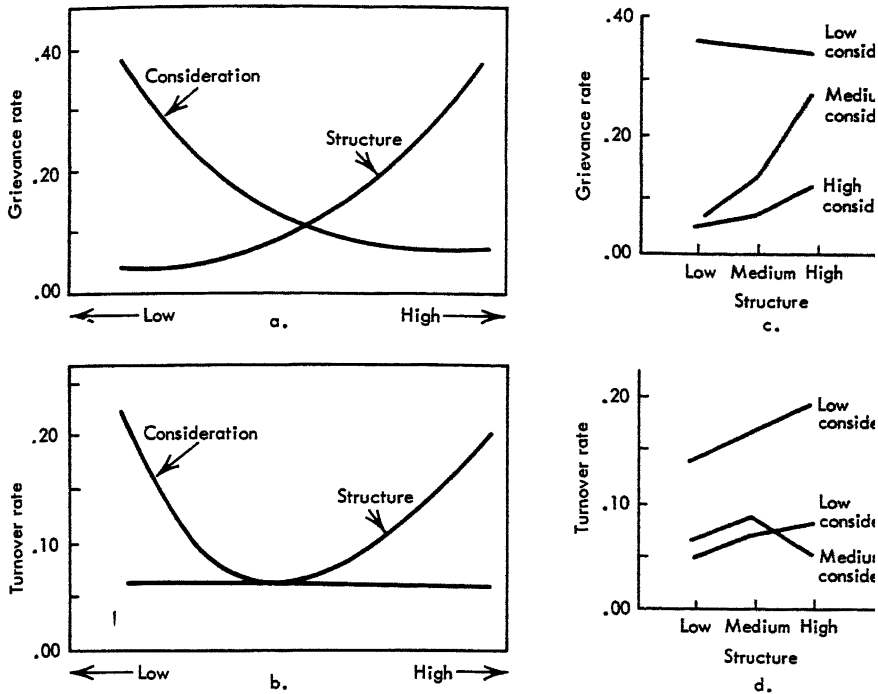 Grievance rate
.40
.20
.00
Consideration
Structure
Low
High
a.
Turnover rate
.20
.10
.00
Consideration
Structure
Low
High
b.
Grievance rate
.40
.20
.00
Low
consid
Mediu
consid
High
consid
Low Medium High
Structure
c.
Turnover rate
.20
.10
.00
Low
conside
Low
conside
Medium
conside
Low Medium High
Structure
d.